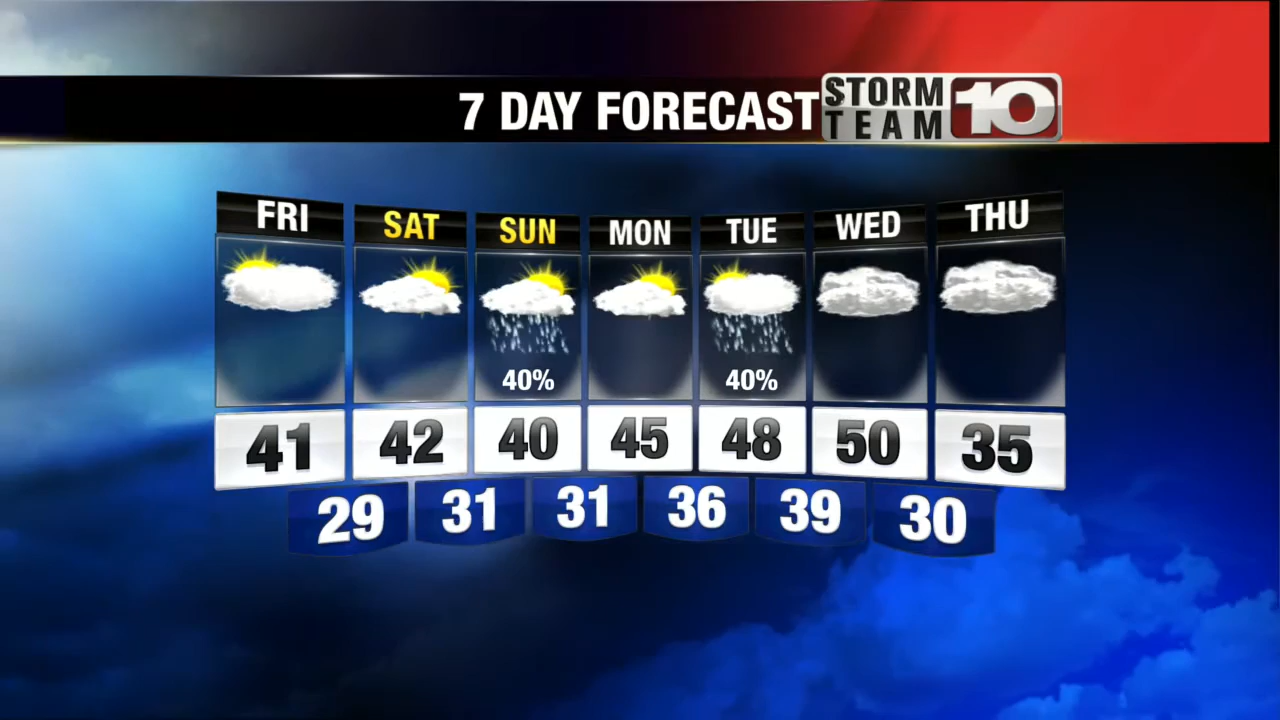 7 DAY FORECAST
STORM TEAM 10
FRI SAT SUN MON TUE WED THU
40% 40%
41 42 40 45 48 50 35
29 31 31 36 39 30